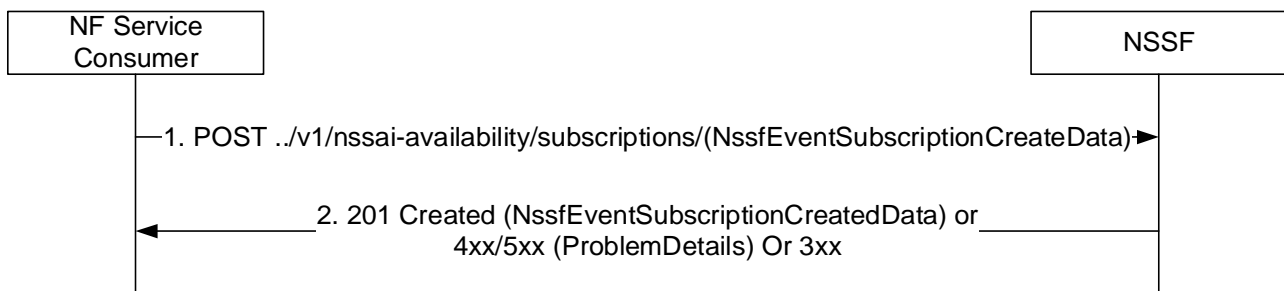 NF Service
Consumer
NSSF
1. POST ../v1/nssai-availability/subscriptions/(NssfEventSubscriptionCreateData)
2. 201 Created (NssfEventSubscriptionCreatedData) or
4xx/5xx (ProblemDetails) Or 3xx